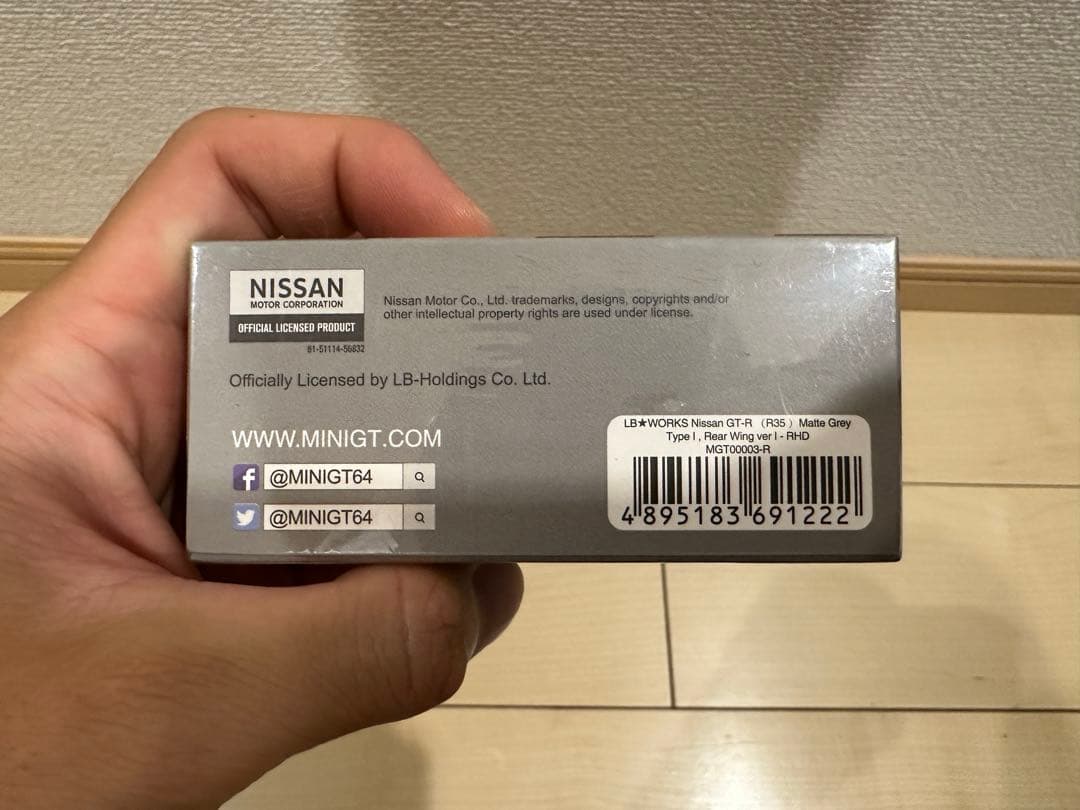 NISSAN
MOTOR CORPORATION
OFFICIAL LICENSED PRODUCT
81-51114-56832
Nissan Motor Co., Ltd. trademarks, designs, copyrights and/or
other intellectual property rights are used under license.
Officially Licensed by LB-Holdings Co. Ltd.
WWW.MINIGT.COM
f @MINIGT64
@MINIGT64
LB★WORKS Nissan GT-R （R35） Matte Grey
Type I , Rear Wing ver I - RHD
MGT00003-R
4 895183 691222